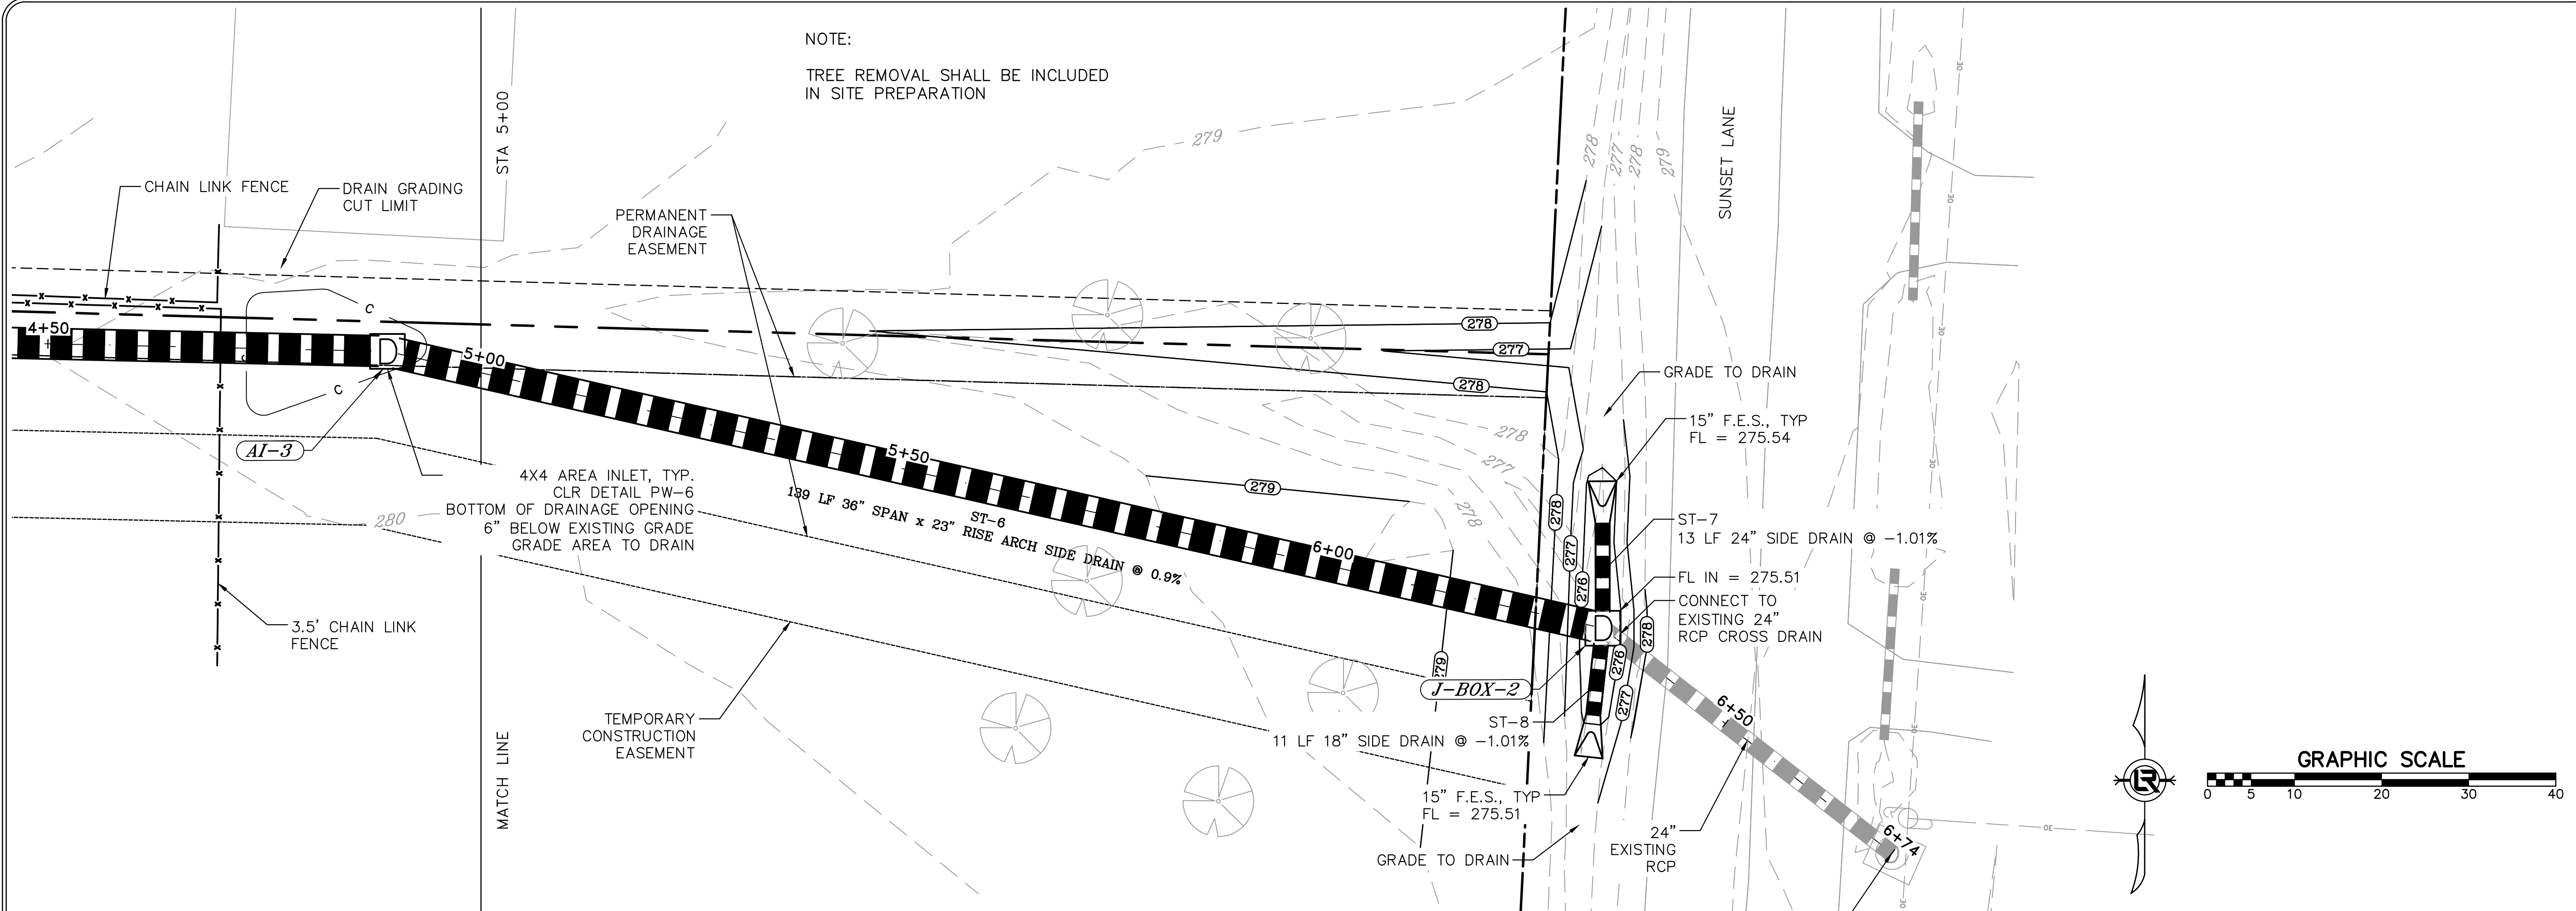 NOTE:
TREE REMOVAL SHALL BE INCLUDED
IN SITE PREPARATION
STA 5+00
MATCH LINE
CHAIN LINK FENCE
DRAIN GRADING
CUT LIMIT
PERMANENT
DRAINAGE
EASEMENT
279
278
277
278
279
SUNSET LANE
4+50
C
C
5+00
5+50
6+00
278
277
278
279
279
278
277
278
280
AI-3
4X4 AREA INLET, TYP.
CLR DETAIL PW-6
BOTTOM OF DRAINAGE OPENING
6" BELOW EXISTING GRADE
GRADE AREA TO DRAIN
3.5' CHAIN LINK
FENCE
ST-6
139 LF 36" SPAN x 23" RISE ARCH SIDE DRAIN @ 0.9%
TEMPORARY
CONSTRUCTION
EASEMENT
GRADE TO DRAIN
15" F.E.S., TYP
FL = 275.54
ST-7
13 LF 24" SIDE DRAIN @ -1.01%
FL IN = 275.51
CONNECT TO
EXISTING 24"
RCP CROSS DRAIN
278
277
276
278
276
277
J-BOX-2
ST-8
11 LF 18" SIDE DRAIN @ -1.01%
15" F.E.S., TYP
FL = 275.51
GRADE TO DRAIN
24"
EXISTING
RCP
6+50
6+74
30
30
30
30
30
30
30
30
GRAPHIC SCALE
0 5 10 20 30 40